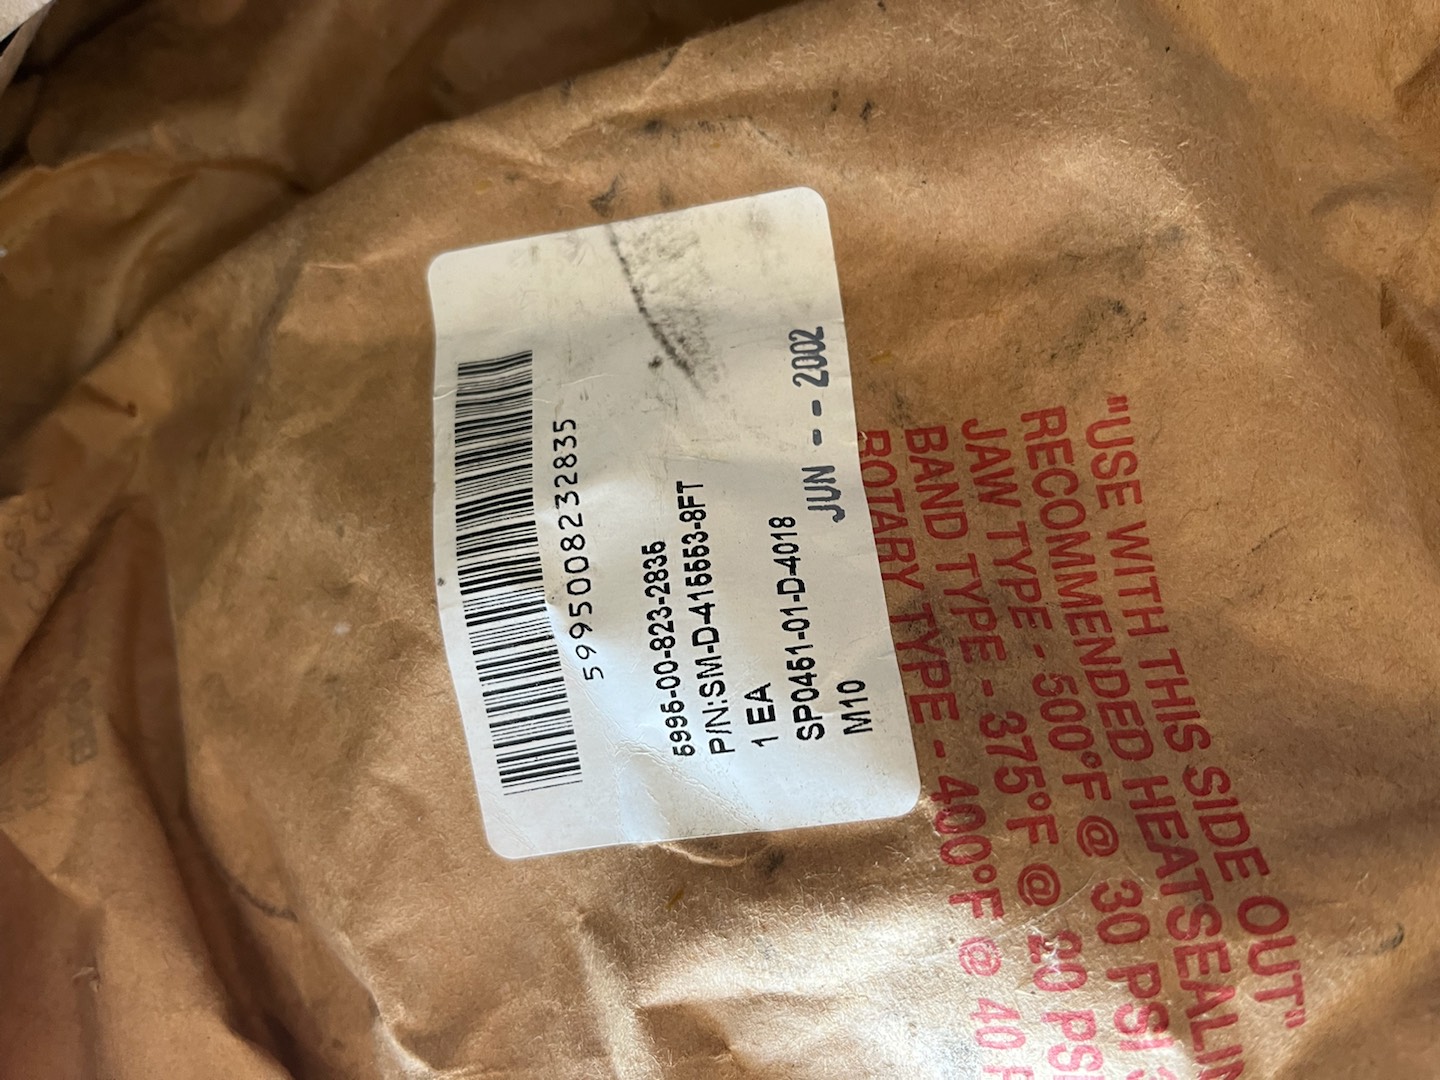 5995008232835
5995-00-823-2835
P/N:SM-D-415553-8FT
1 EA
SP0451-01-D-4018
M10
JUN - - 2002
"USE WITH THIS SIDE OUT"
RECOMMENDED HEATSEALIN
JAW TYPE - 500°F @ 30 PSI
BAND TYPE - 375°F @ 20 PSI
ROTARY TYPE - 400°F @ 40